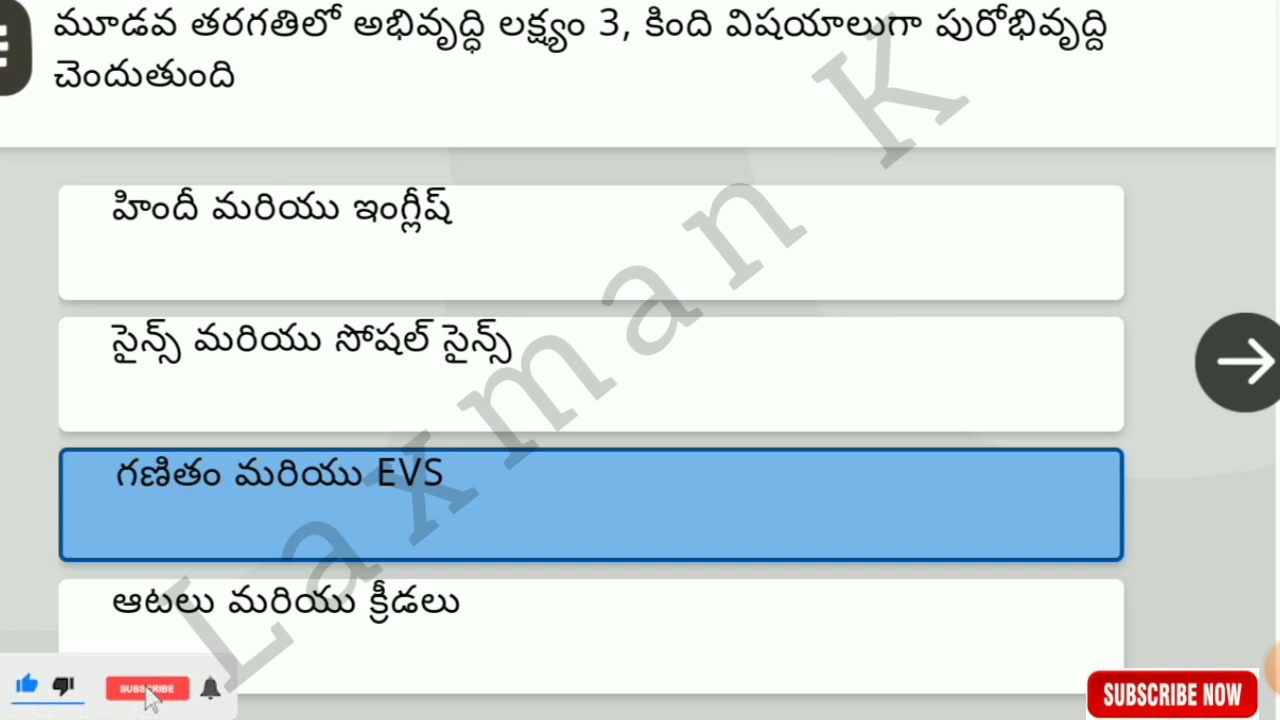 మూడవ తరగతిలో అభివృద్ధి లక్ష్యం 3, కింది విషయాలుగా పురోభివృద్ది
చెందుతుంది
హిందీ మరియు ఇంగ్లీష్
సైన్స్ మరియు సోషల్ సైన్స్
గణితం మరియు EVS
ఆటలు మరియు క్రీడలు
Laxman K
SUBSCRIBE
SUBSCRIBE NOW